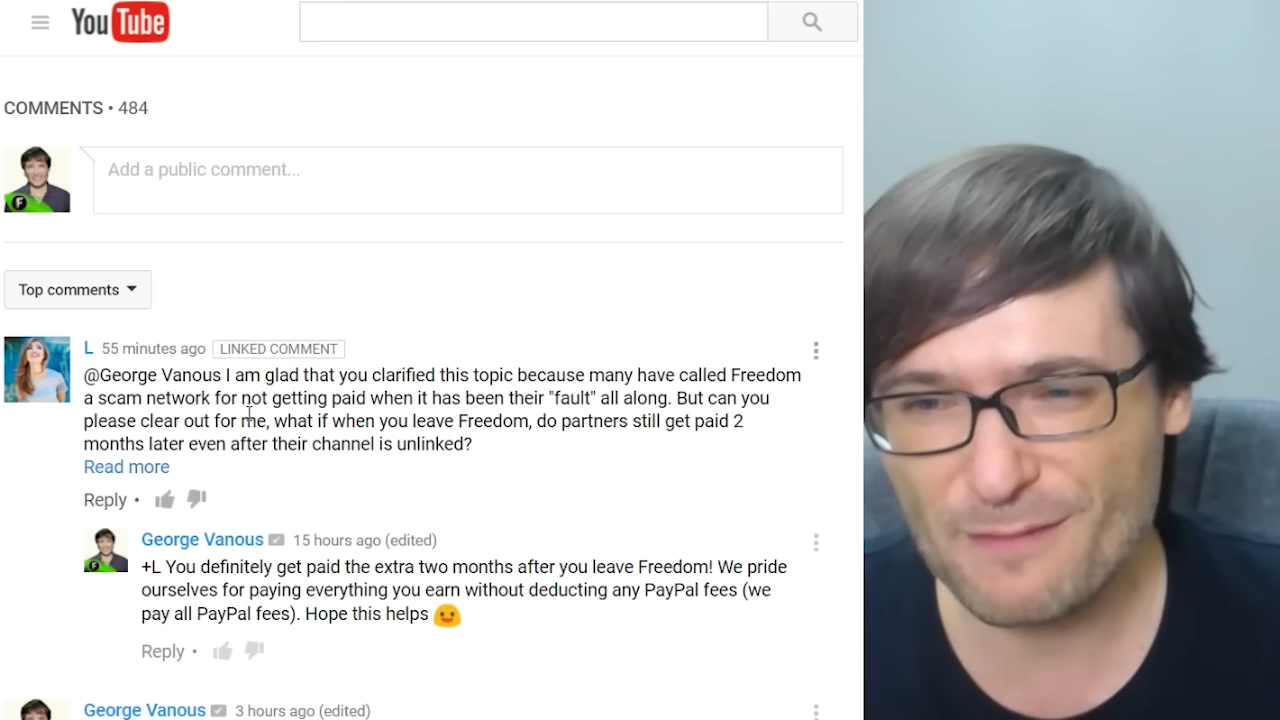 YouTube
COMMENTS • 484
Add a public comment...
Top comments
L 55 minutes ago LINKED COMMENT
@George Vanous I am glad that you clarified this topic because many have called Freedom
a scam network for not getting paid when it has been their "fault" all along. But can you
please clear out for me, what if when you leave Freedom, do partners still get paid 2
months later even after their channel is unlinked?
Read more
Reply •
George Vanous 15 hours ago (edited)
+L You definitely get paid the extra two months after you leave Freedom! We pride
ourselves for paying everything you earn without deducting any PayPal fees (we
pay all PayPal fees). Hope this helps
Reply •
George Vanous 3 hours ago (edited)